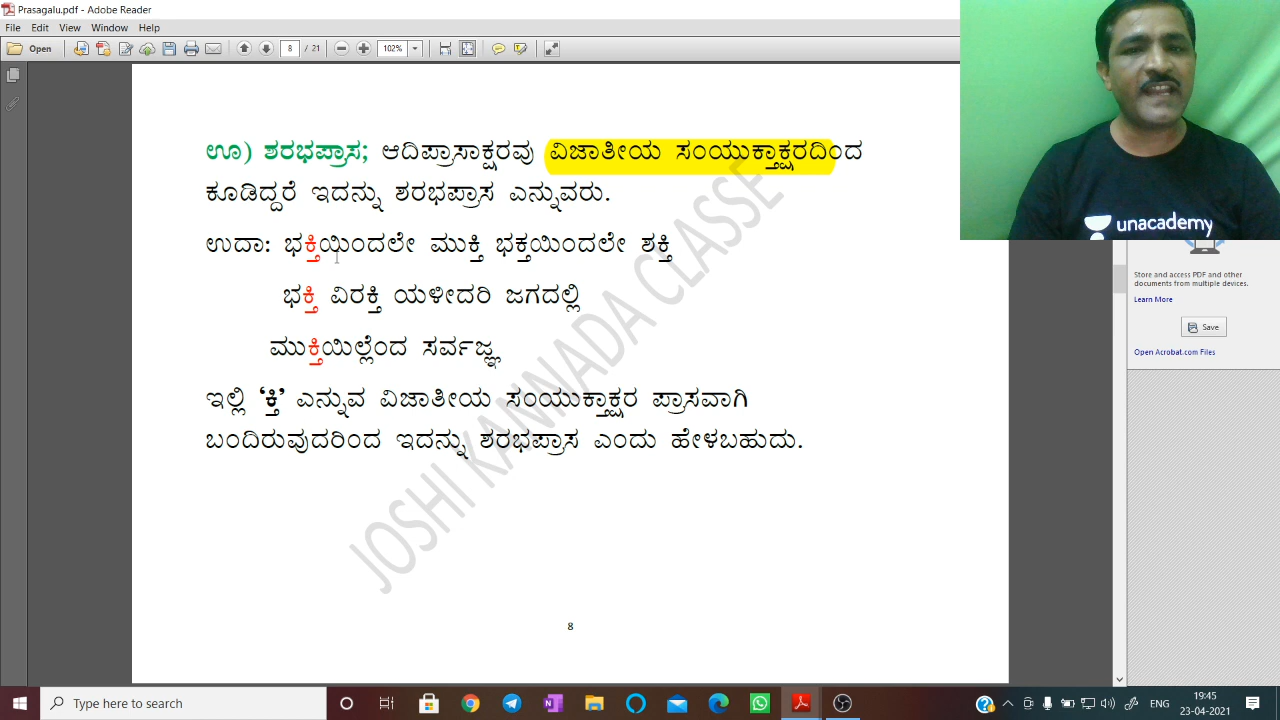 Prasagalu.pdf - Adobe Reader
File Edit View Window Help
Open 8 / 21 102%
ಊ) ಶರಭಪ್ರಾಸ; ಆದಿಪ್ರಾಸಾಕ್ಷರವು ವಿಜಾತೀಯ ಸಂಯುಕ್ತಾಕ್ಷರದಿಂದ
ಕೂಡಿದ್ದರೆ ಇದನ್ನು ಶರಭಪ್ರಾಸ ಎನ್ನುವರು.
ಉದಾ: ಭಕ್ತಿಯಿಂದಲೇ ಮುಕ್ತಿ ಭಕ್ತಯಿಂದಲೇ ಶಕ್ತಿ
ಭಕ್ತಿ ವಿರಕ್ತಿ ಯಳೀದರಿ ಜಗದಲ್ಲಿ
ಮುಕ್ತಿಯಿಲ್ಲೆಂದ ಸರ್ವಜ್ಞ
ಇಲ್ಲಿ ‘ಕ್ತಿ’ ಎನ್ನುವ ವಿಜಾತೀಯ ಸಂಯುಕ್ತಾಕ್ಷರ ಪ್ರಾಸವಾಗಿ
ಬಂದಿರುವುದರಿಂದ ಇದನ್ನು ಶರಭಪ್ರಾಸ ಎಂದು ಹೇಳಬಹುದು.
JOSHI KANNADA CLASSE
8
unacademy
Store and access PDF and other
documents from multiple devices.
Learn More
Save
Open Acrobat.com Files
Type here to search
ENG
19:45
23-04-2021